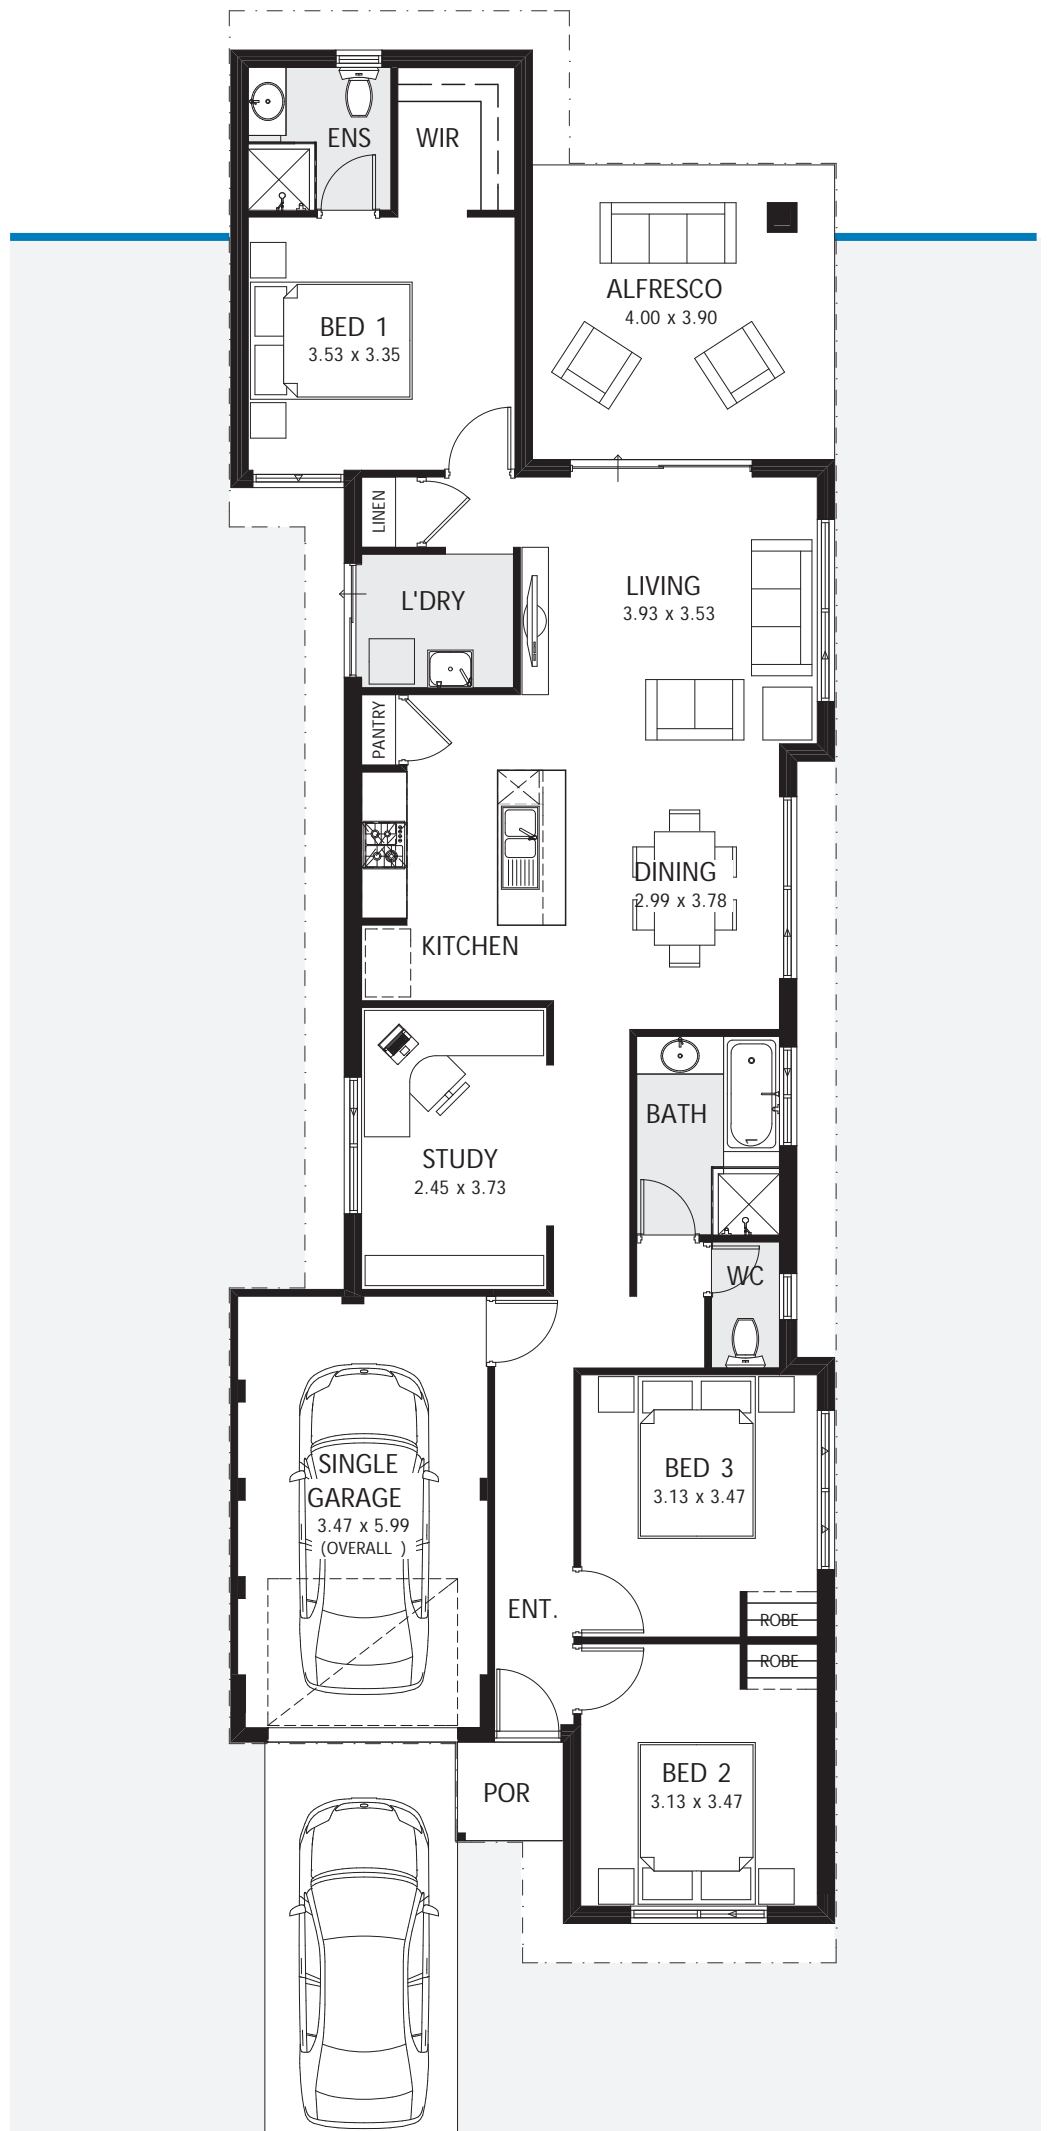 ENS
WIR
BED 1
3.53 x 3.35
ALFRESCO
4.00 x 3.90
LINEN
L'DRY
LIVING
3.93 x 3.53
PANTRY
DINING
2.99 x 3.78
KITCHEN
BATH
STUDY
2.45 x 3.73
WC
SINGLE
GARAGE
3.47 x 5.99
(OVERALL )
BED 3
3.13 x 3.47
ENT.
ROBE
ROBE
BED 2
3.13 x 3.47
POR